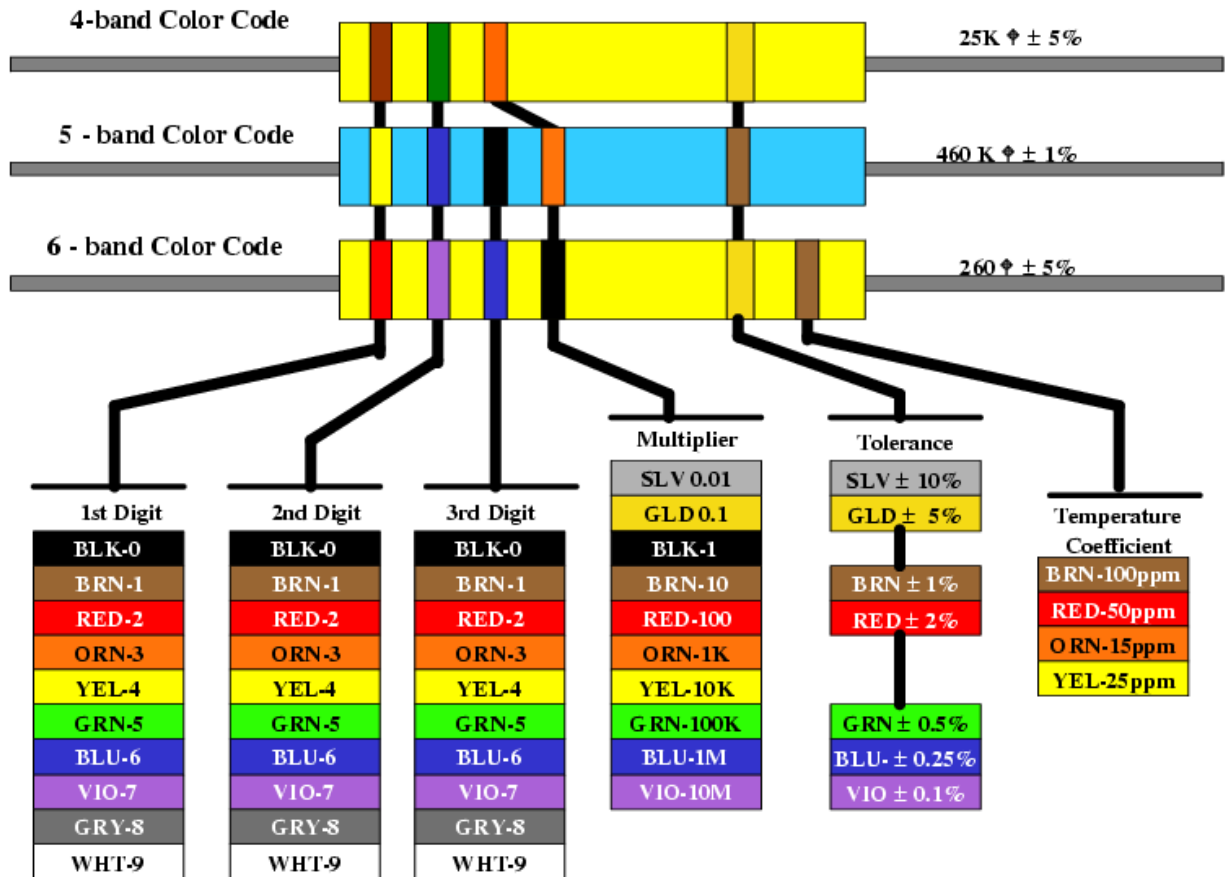 4-band Color Code
25K ⌖ ± 5%
5 - band Color Code
460 K ⌖ ± 1%
6 - band Color Code
260 ⌖ ± 5%
Multiplier
SLV 0.01
GLD 0.1
BLK-1
BRN-10
RED-100
ORN-1K
YEL-10K
GRN-100K
BLU-1M
VIO-10M
Tolerance
SLV ± 10%
GLD ± 5%
BRN ± 1%
RED ± 2%
GRN ± 0.5%
BLU- ± 0.25%
VIO ± 0.1%
1st Digit
BLK-0
BRN-1
RED-2
ORN-3
YEL-4
GRN-5
BLU-6
VIO-7
GRY-8
WHT-9
2nd Digit
BLK-0
BRN-1
RED-2
ORN-3
YEL-4
GRN-5
BLU-6
VIO-7
GRY-8
WHT-9
3rd Digit
BLK-0
BRN-1
RED-2
ORN-3
YEL-4
GRN-5
BLU-6
VIO-7
GRY-8
WHT-9
Temperature
Coefficient
BRN-100ppm
RED-50ppm
ORN-15ppm
YEL-25ppm